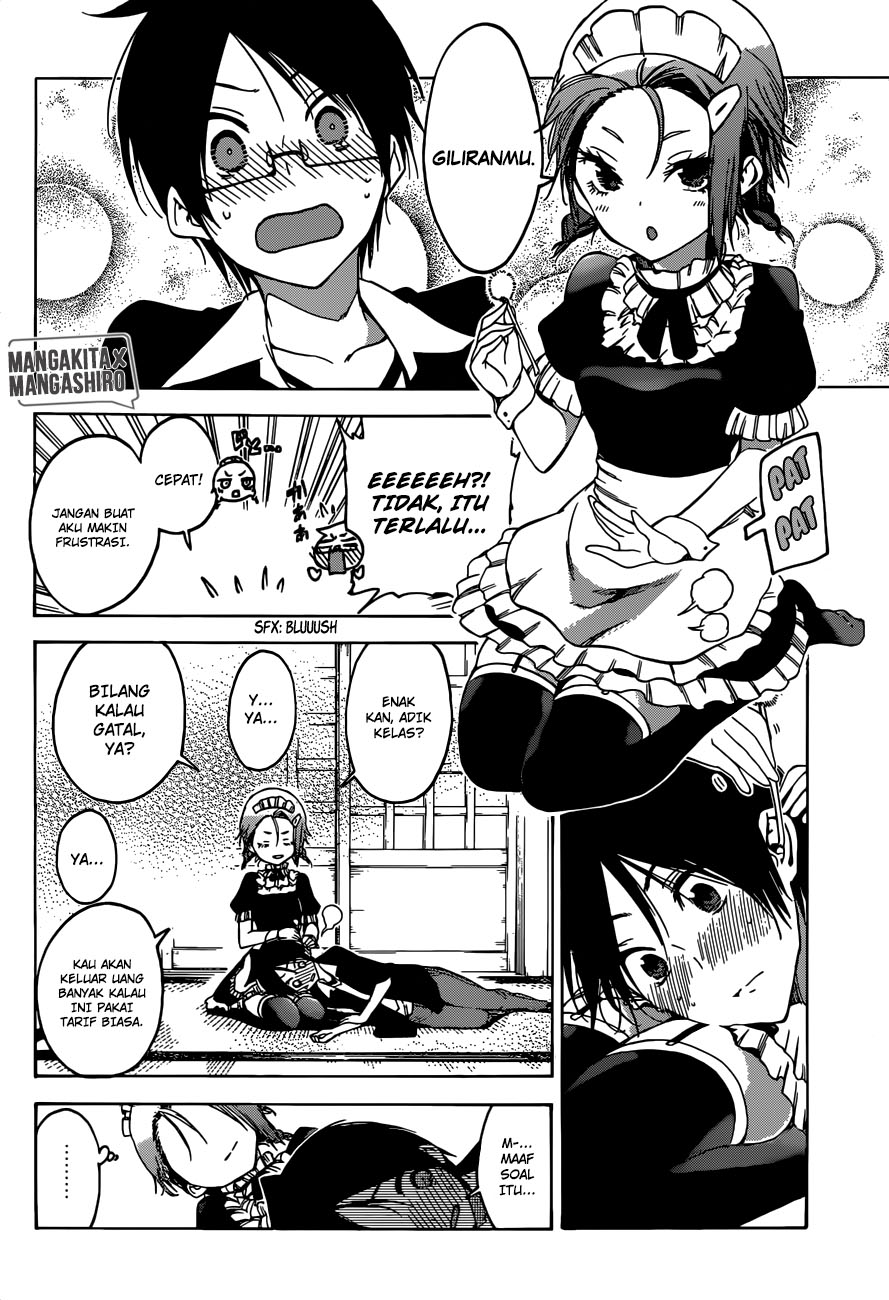 GILIRANMU.
MANGAKITA X
MANGASHIRO
PAT
PAT
EEEEEEH?!
TIDAK, ITU
TERLALU...
CEPAT!
JANGAN BUAT
AKU MAKIN
FRUSTRASI.
SFX: BLUUUSH
ENAK
KAN, ADIK
KELAS?
Y...
YA...
BILANG
KALAU
GATAL,
YA?
YA...
KAU AKAN
KELUAR UANG
BANYAK KALAU
INI PAKAI
TARIF BIASA.
M-...
MAAF
SOAL
ITU...
.........